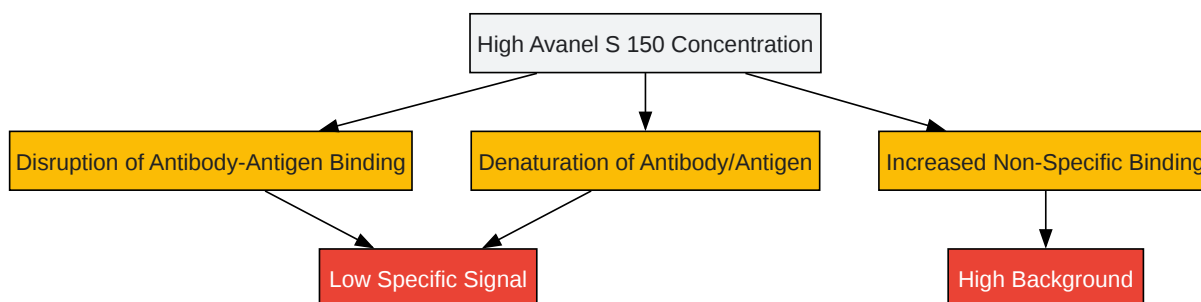 High Avanel S 150 Concentration
Disruption of Antibody-Antigen Binding
Denaturation of Antibody/Antigen
Increased Non-Specific Binding
Low Specific Signal
High Background